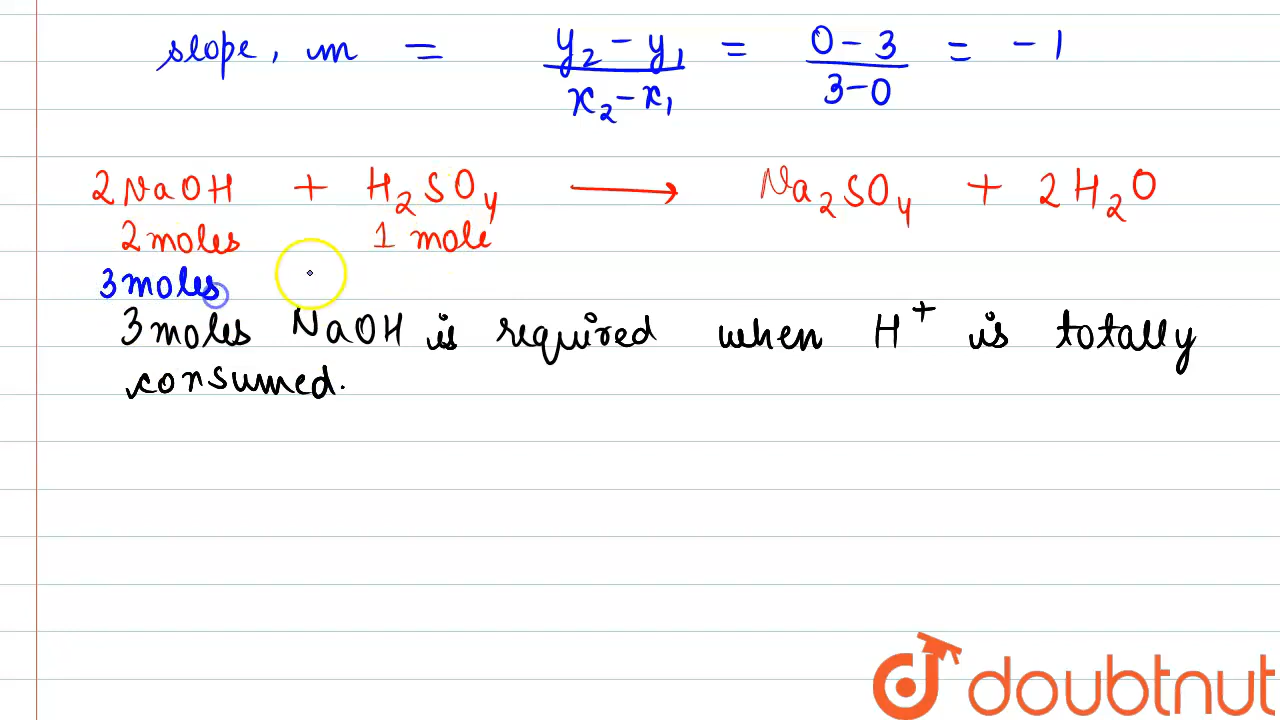 slope, m = y₂ - y₁ / x₂ - x₁ = 0 - 3 / 3 - 0 = - 1
2NaOH + H₂SO₄ ⟶ Na₂SO₄ + 2H₂O
2 moles 1 mole
3 moles
3 moles NaOH is required when H⁺ is totally
consumed.
doubtnut